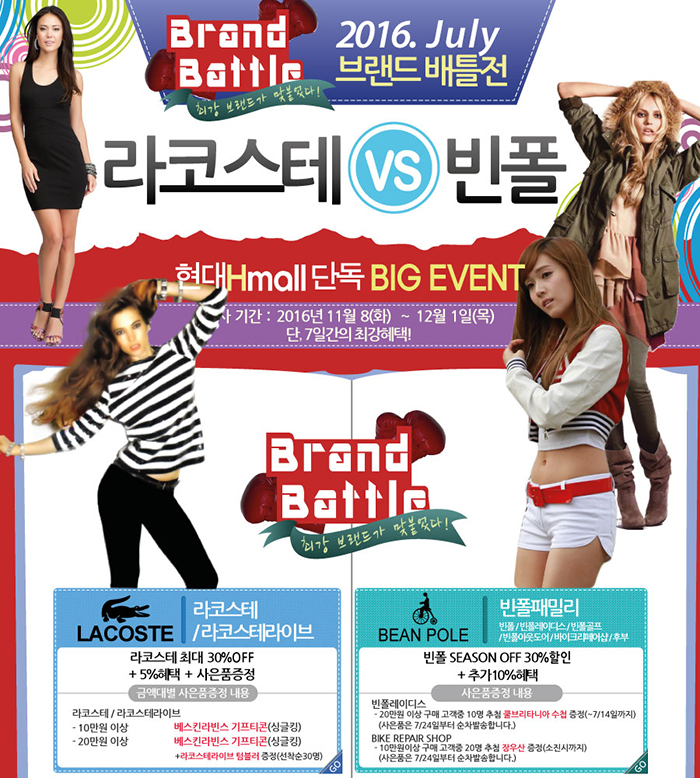 Brand
Battle
최강 브랜드가 맞붙었다!
2016. July
브랜드 배틀전
라코스테 VS 빈폴
현대Hmall 단독 BIG EVENT
사 기간 : 2016년 11월 8(화) ~ 12월 1일(목)
단, 7일간의 최강혜택!
Brand
Battle
최강 브랜드가 맞붙었다!
LACOSTE
라코스테
/라코스테라이브
라코스테 최대 30%OFF
+ 5%혜택 + 사은품증정
금액대별 사은품증정 내용
라코스테 / 라코스테라이브
- 10만원 이상 베스킨라빈스 기프티콘(싱글킹)
- 20만원 이상 베스킨라빈스 기프티콘(싱글킹)
+라코스테라이브 텀블러 증정(선착순30명)
GO
BEAN POLE
빈폴패밀리
빈폴 / 빈폴레이디스 / 빈폴골프
/빈폴아웃도어 / 바이크리페어샵 / 후부
빈폴 SEASON OFF 30%할인
+ 추가10%혜택
사은품증정 내용
빈폴레이디스
- 20만원 이상 구매 고객중 10명 추첨 쿨브리타니아 수첩 증정(~7/14일까지)
(사은품은 7/24일부터 순차발송합니다.)
BIKE REPAIR SHOP
- 10만원이상 구매 고객중 20명 추첨 장우산 증정(소진시까지)
(사은품은 7/24일부터 순차발송합니다.)
GO